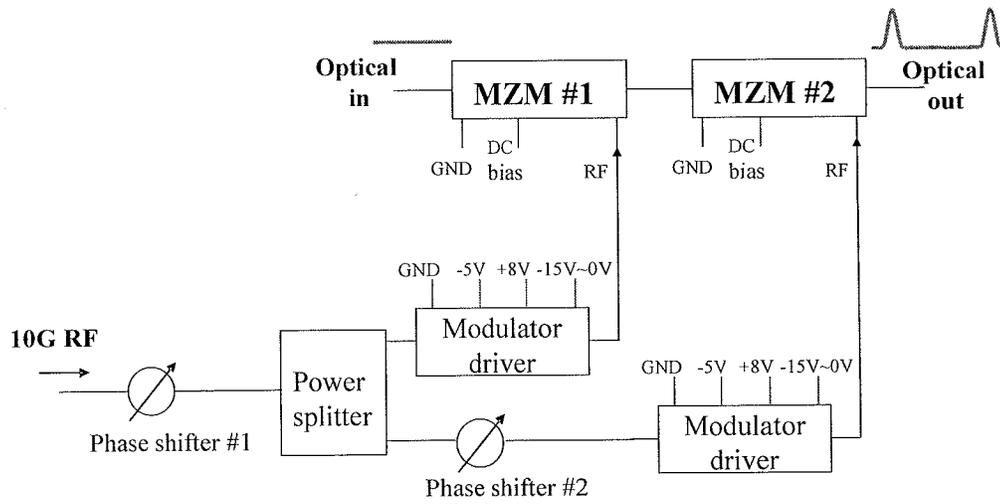 Optical
in
MZM #1
MZM #2
Optical
out
GND
DC
bias
RF
GND
DC
bias
RF
GND -5V +8V -15V~0V
Modulator
driver
10G RF
Power
splitter
Phase shifter #1
GND -5V +8V -15V~0V
Modulator
driver
Phase shifter #2